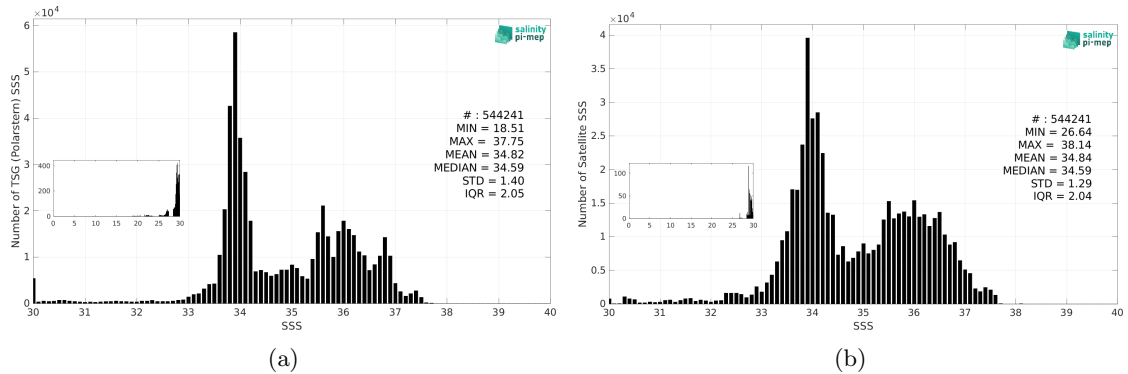 ×10⁴
salinity
pi-mep
Number of TSG (Polarstern) SSS
6
5
4
3
2
1
0
# : 544241
MIN = 18.51
MAX = 37.75
MEAN = 34.82
MEDIAN = 34.59
STD = 1.40
IQR = 2.05
400
200
0
0 5 10 15 20 25 30
30 31 32 33 34 35 36 37 38 39 40
SSS
(a)
×10⁴
salinity
pi-mep
Number of Satellite SSS
4
3.5
3
2.5
2
1.5
1
0.5
0
# : 544241
MIN = 26.64
MAX = 38.14
MEAN = 34.84
MEDIAN = 34.59
STD = 1.29
IQR = 2.04
100
50
0
0 5 10 15 20 25 30
30 31 32 33 34 35 36 37 38 39 40
SSS
(b)